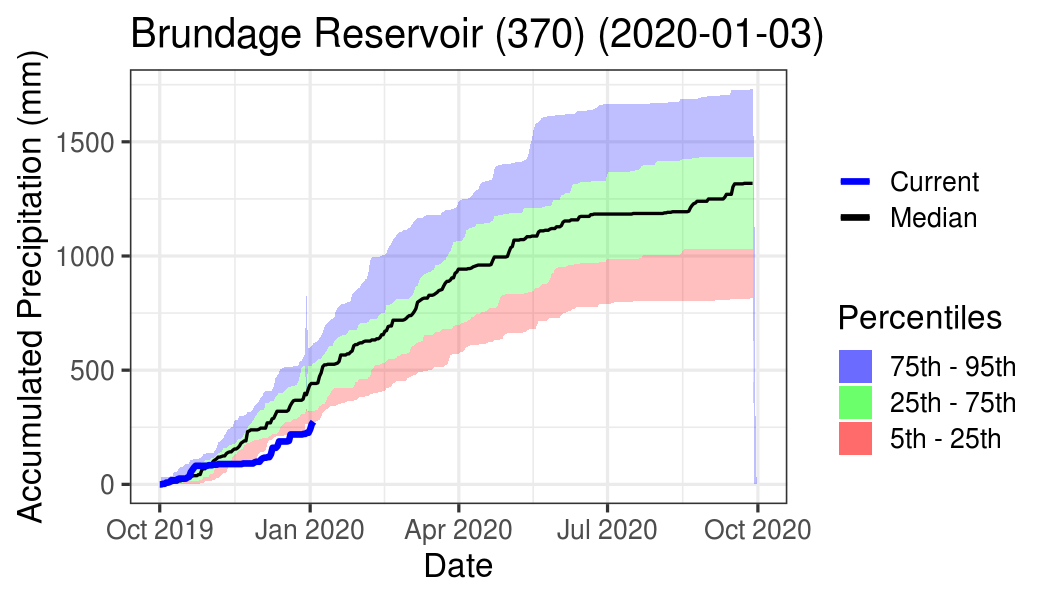 Brundage Reservoir (370) (2020-01-03)
Accumulated Precipitation (mm)
1500
1000
500
0
Oct 2019
Jan 2020
Apr 2020
Jul 2020
Oct 2020
Date
Current
Median
Percentiles
75th - 95th
25th - 75th
5th - 25th